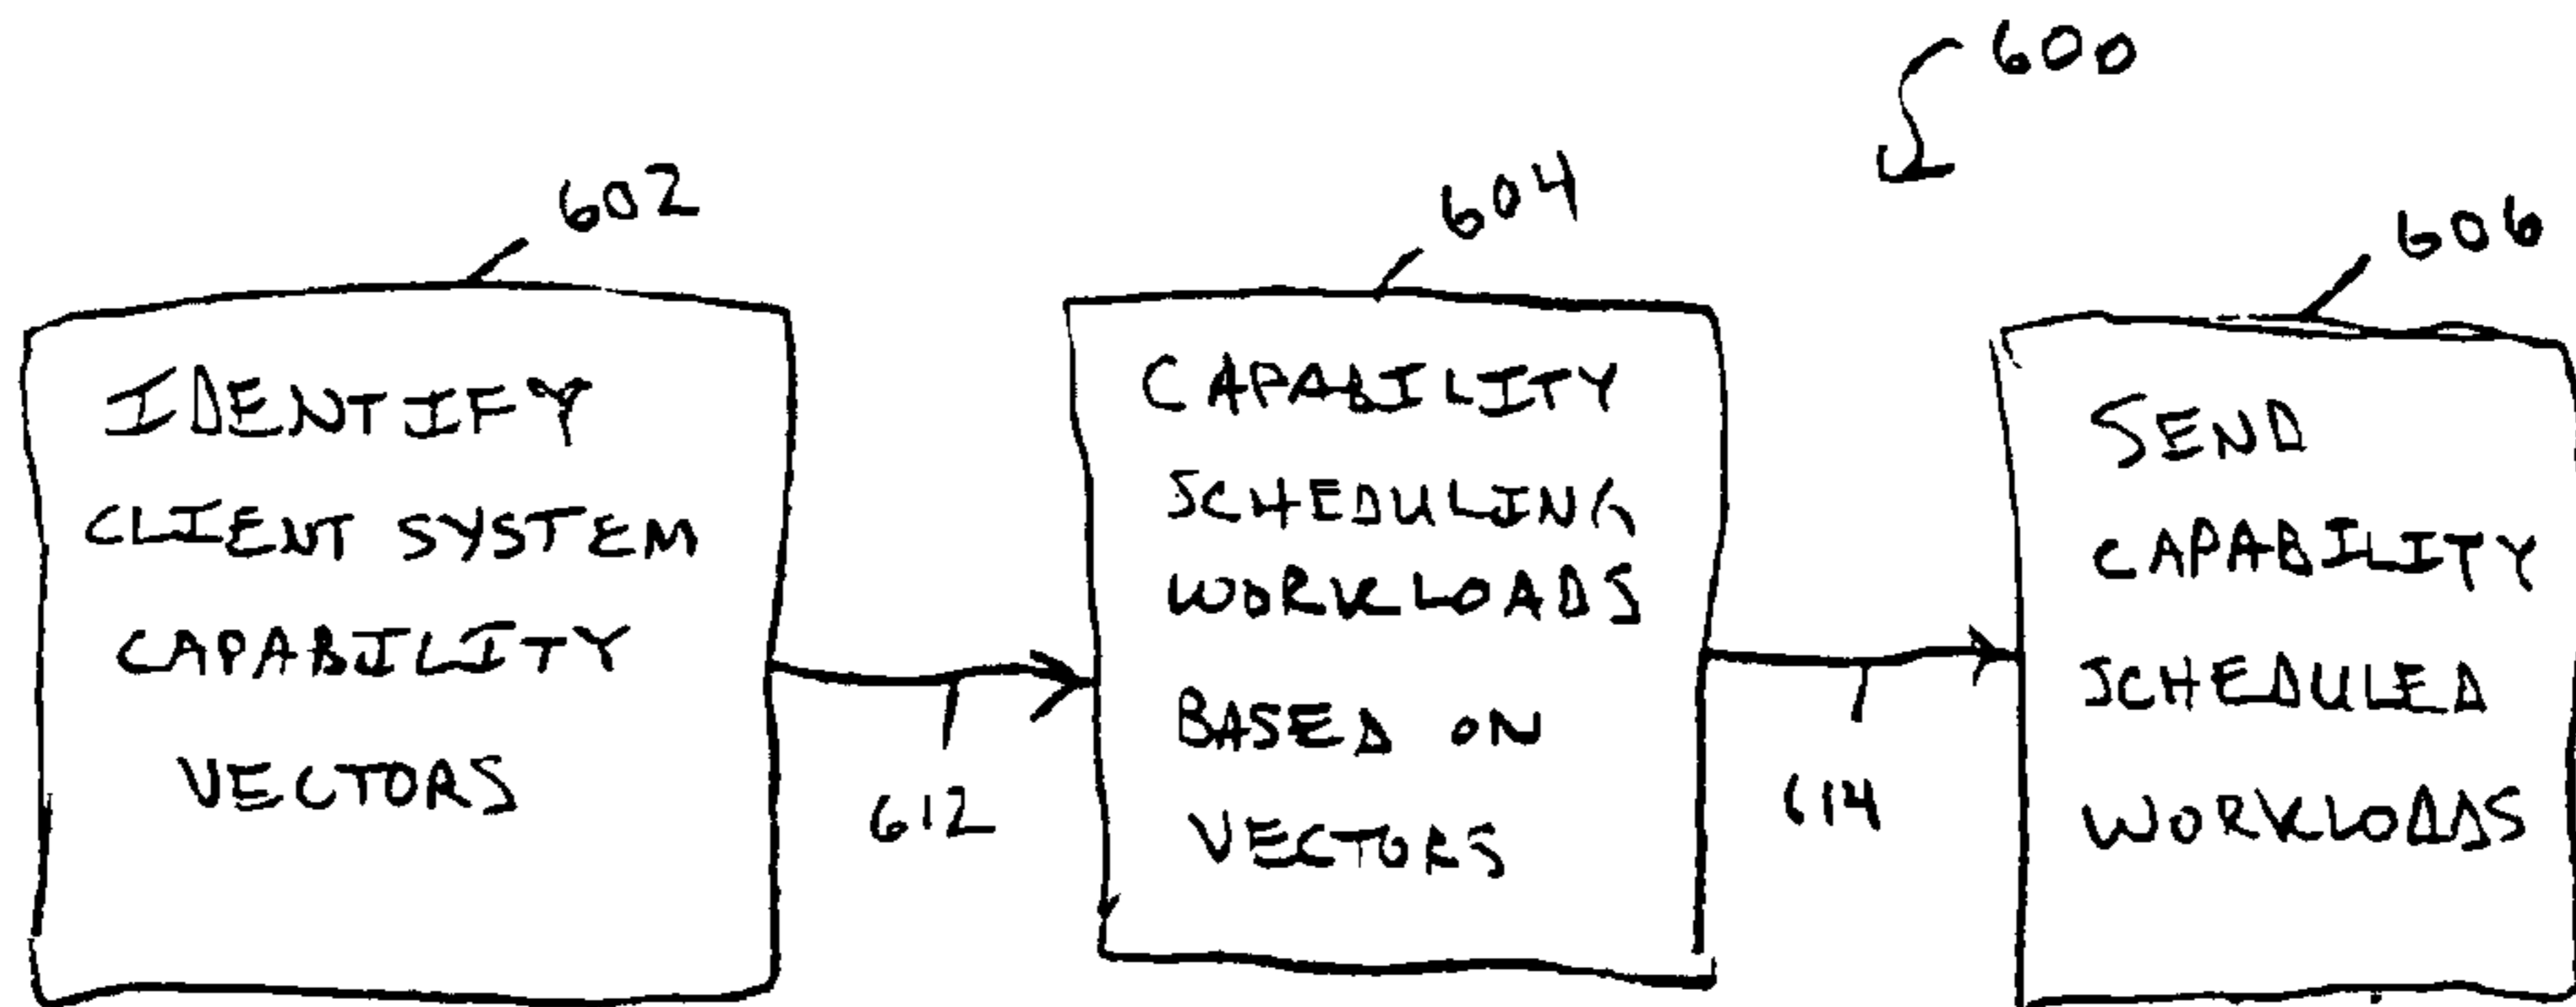 600
602
604
606
IDENTIFY
CLIENT SYSTEM
CAPABILITY
VECTORS
612
CAPABILITY
SCHEDULING
WORKLOADS
BASED ON
VECTORS
614
SEND
CAPABILITY
SCHEDULED
WORKLOADS